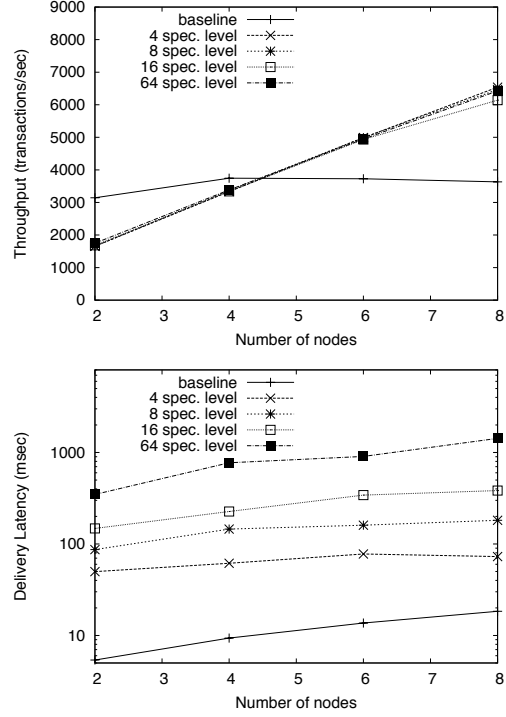 Throughput (transactions/sec)
9000
8000
7000
6000
5000
4000
3000
2000
1000
0
baseline
4 spec. level
8 spec. level
16 spec. level
64 spec. level
2 3 4 5 6 7 8
Number of nodes
Delivery Latency (msec)
1000
100
10
baseline
4 spec. level
8 spec. level
16 spec. level
64 spec. level
2 3 4 5 6 7 8
Number of nodes